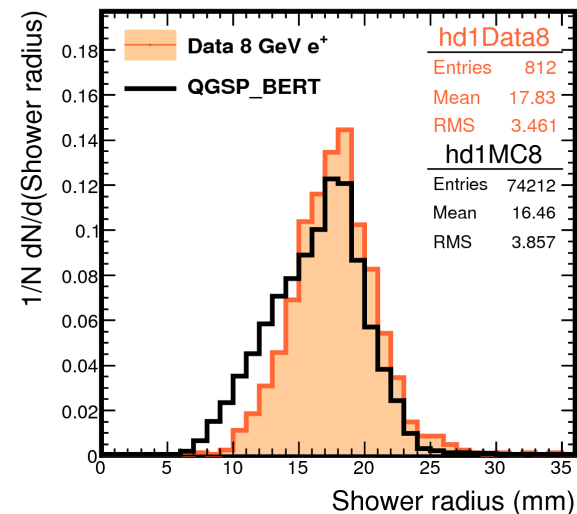 1/N dN/d(Shower radius)
0.18
0.16
0.14
0.12
0.1
0.08
0.06
0.04
0.02
0
Data 8 GeV e⁺
QGSP_BERT
hd1Data8
Entries 812
Mean 17.83
RMS 3.461
hd1MC8
Entries 74212
Mean 16.46
RMS 3.857
0 5 10 15 20 25 30 35
Shower radius (mm)